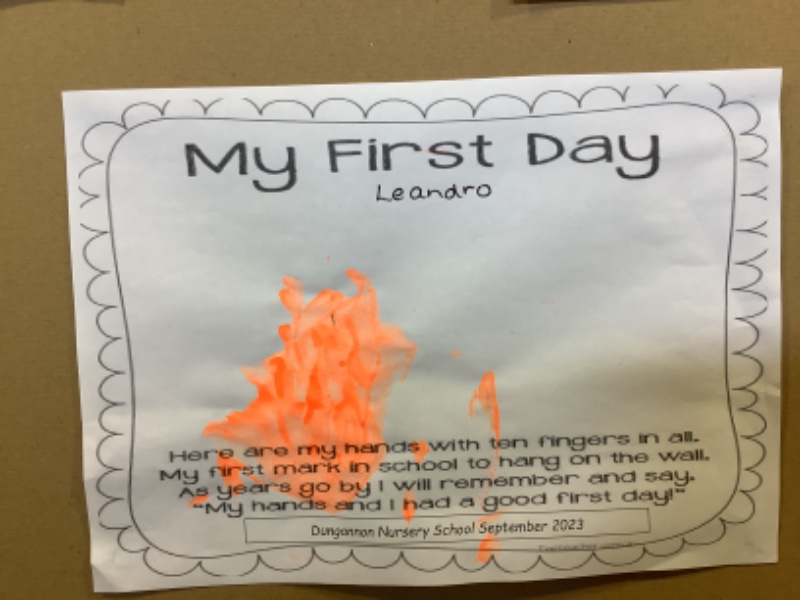 My First Day
Leandro
Here are my hands with ten fingers in all.
My first mark in school to hang on the wall.
As years go by I will remember and say.
"My hands and I had a good first day!"
Dungannon Nursery School September 2023